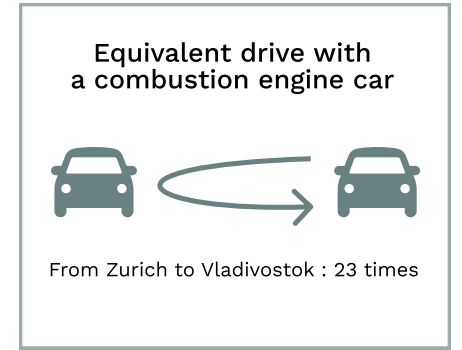 Equivalent drive with
a combustion engine car
From Zurich to Vladivostok : 23 times